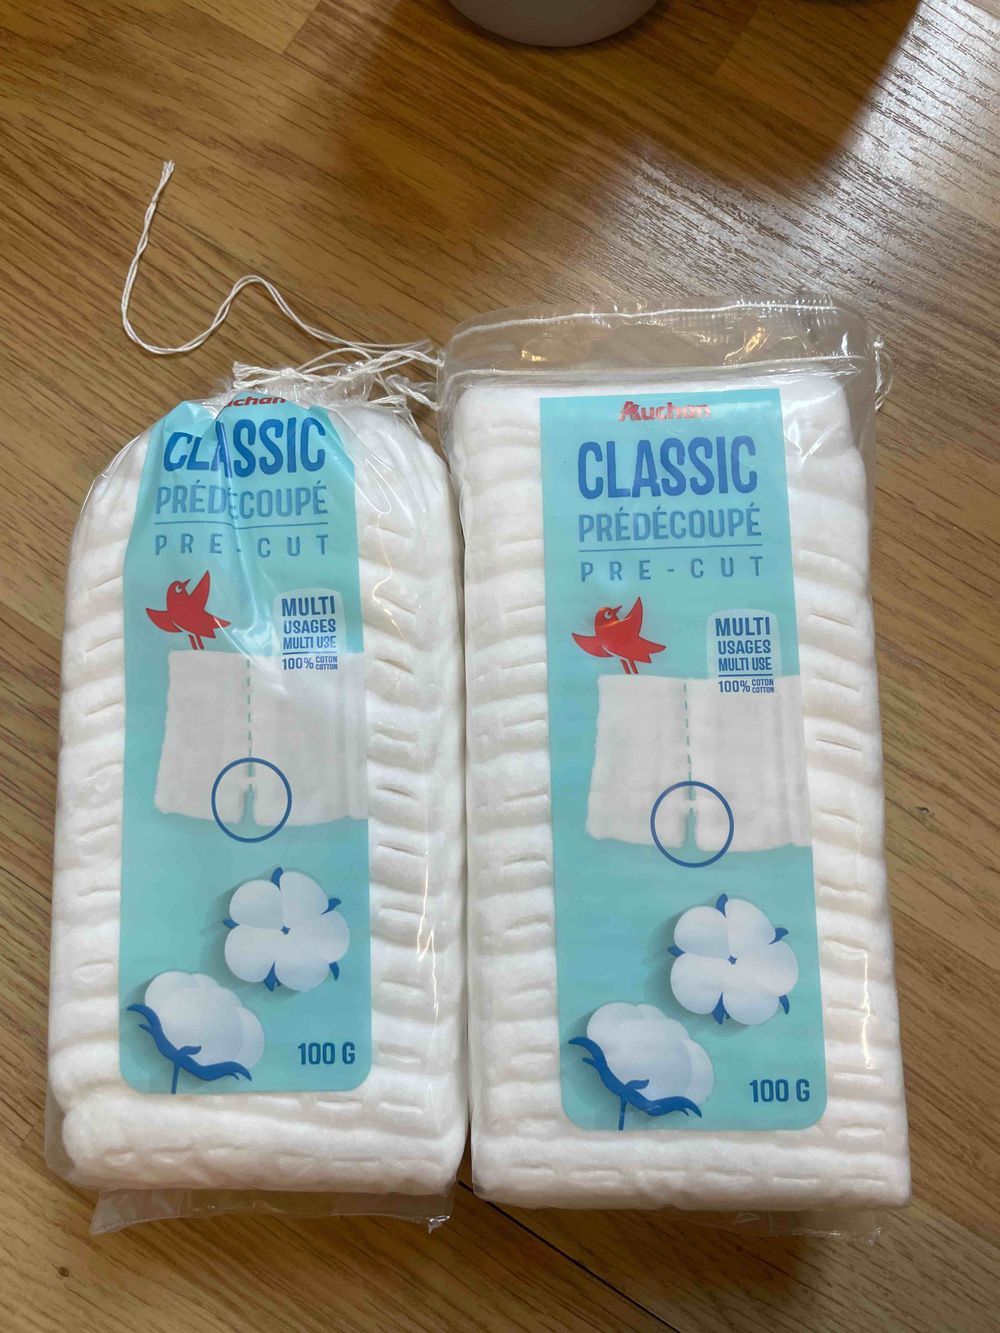 uchan
CLASSIC
PRÉDÉCOUPÉ
PRE-CUT
MULTI
USAGES
MULTI USE
100% COTON
COTTON
100 G
Auchan
CLASSIC
PRÉDÉCOUPÉ
PRE-CUT
MULTI
USAGES
MULTI USE
100% COTON
COTTON
100 G